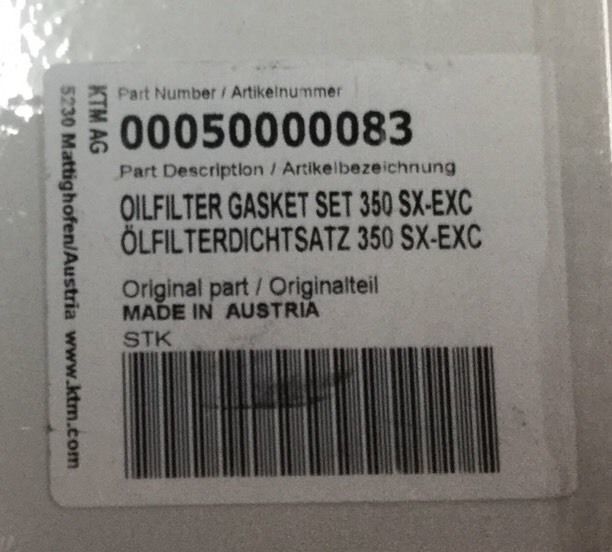 KTM AG
5230 Mattighofen/Austria www.ktm.com
Part Number / Artikelnummer
00050000083
Part Description / Artikelbezeichnung
OILFILTER GASKET SET 350 SX-EXC
ÖLFILTERDICHTSATZ 350 SX-EXC
Original part / Originalteil
MADE IN AUSTRIA
STK